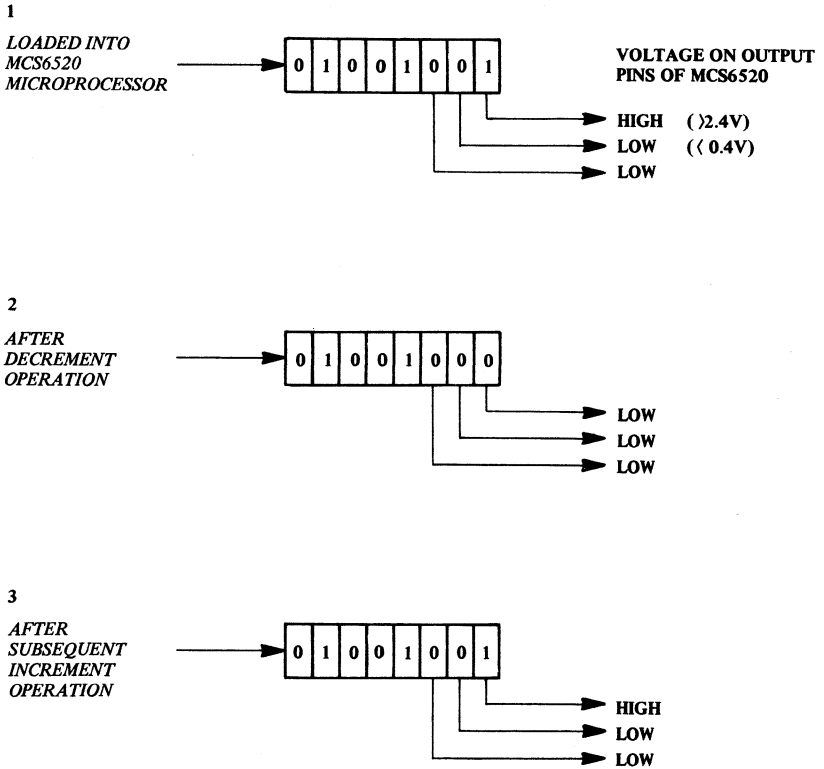 1
LOADED INTO
MCS6520
MICROPROCESSOR
0 1 0 0 1 0 0 1
VOLTAGE ON OUTPUT
PINS OF MCS6520
HIGH ( ⟩2.4V)
LOW (⟨ 0.4V)
LOW
2
AFTER
DECREMENT
OPERATION
0 1 0 0 1 0 0 0
LOW
LOW
LOW
3
AFTER
SUBSEQUENT
INCREMENT
OPERATION
0 1 0 0 1 0 0 1
HIGH
LOW
LOW